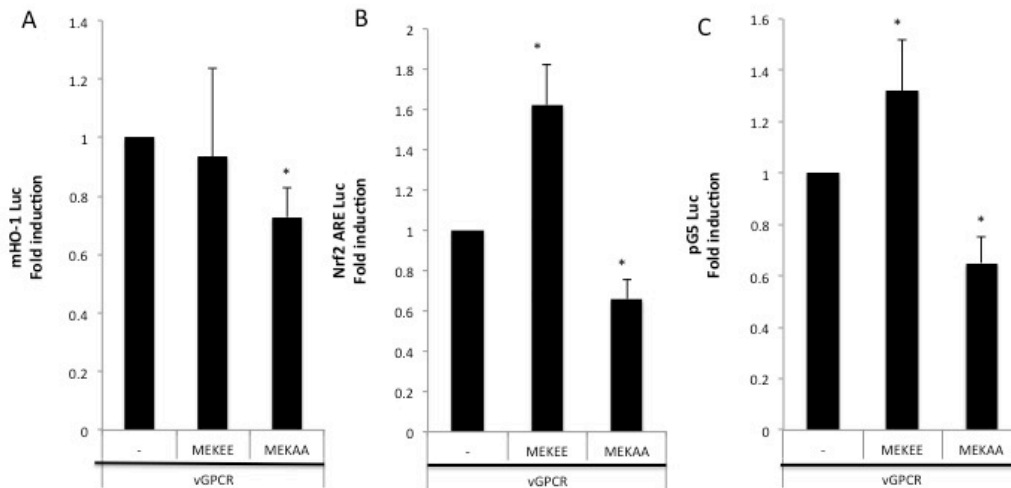 A
mHO-1 Luc
Fold induction
1.4
1.2
1
0.8
0.6
0.4
0.2
0
*
- MEKEE MEKAA
vGPCR
B
Nrf2 ARE Luc
Fold induction
2
1.8
1.6
1.4
1.2
1
0.8
0.6
0.4
0.2
0
*
*
- MEKEE MEKAA
vGPCR
C
pG5 Luc
Fold induction
1.6
1.4
1.2
1
0.8
0.6
0.4
0.2
0
*
*
- MEKEE MEKAA
vGPCR